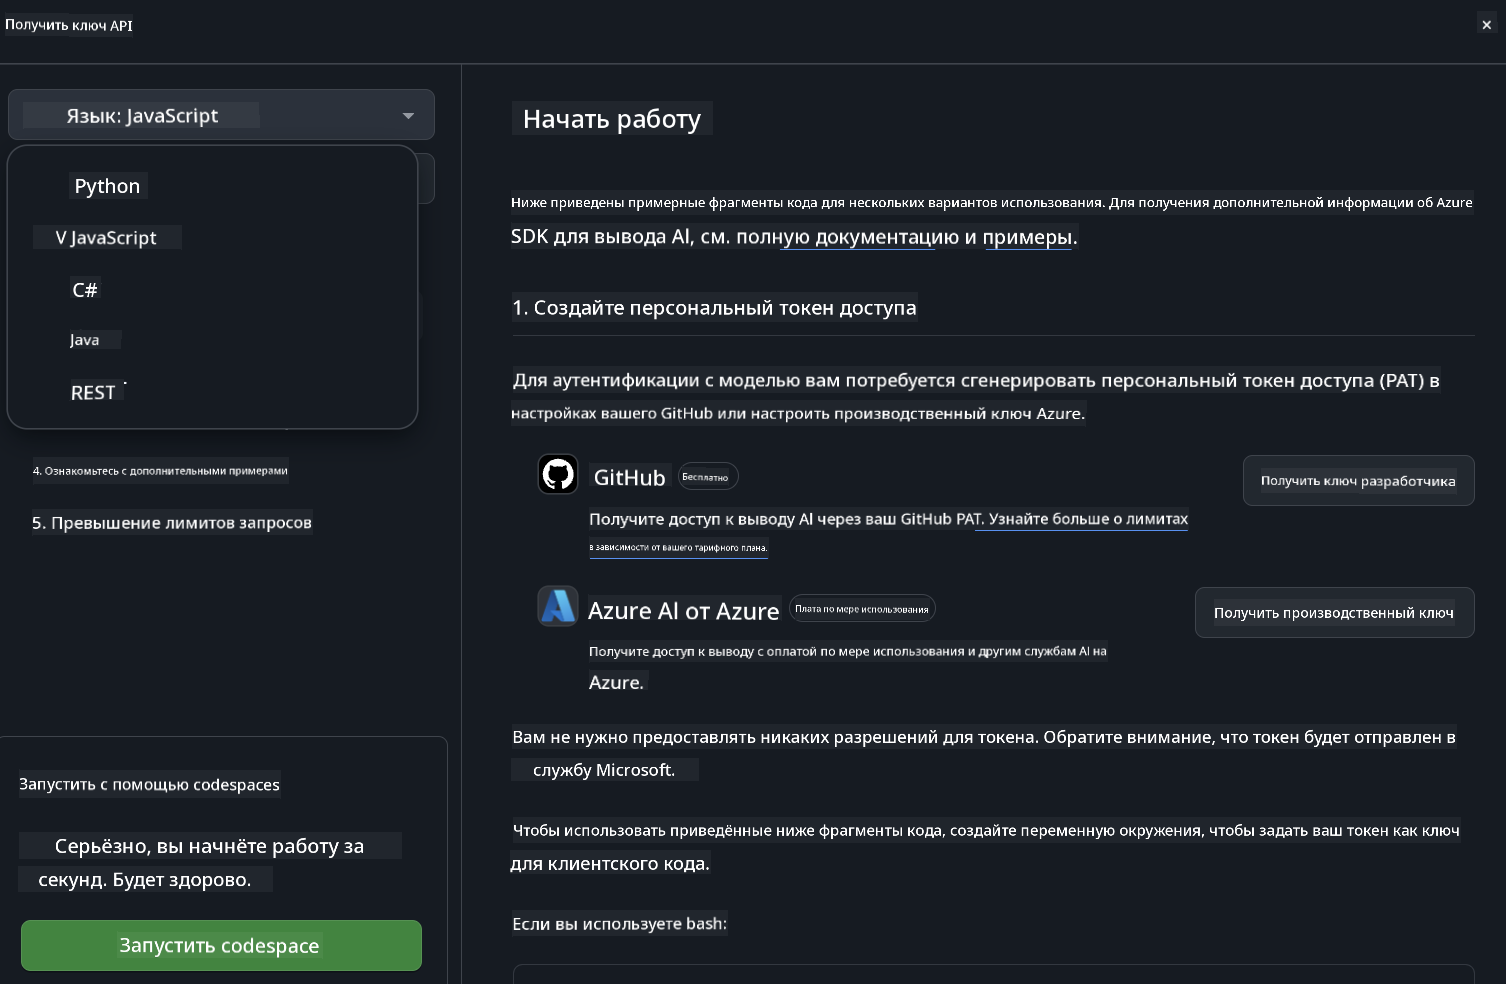 Получить ключ API
×
Язык: JavaScript
Python
V JavaScript
C#
Java
REST
4. Ознакомьтесь с дополнительными примерами
5. Превышение лимитов запросов
Запустить с помощью codespaces
Серьёзно, вы начнёте работу за
секунд. Будет здорово.
Запустить codespace
Начать работу
Ниже приведены примерные фрагменты кода для нескольких вариантов использования. Для получения дополнительной информации об Azure
SDK для вывода AI, см. полную документацию и примеры.
1. Создайте персональный токен доступа
Для аутентификации с моделью вам потребуется сгенерировать персональный токен доступа (PAT) в
настройках вашего GitHub или настроить производственный ключ Azure.
GitHub Бесплатно
Получить ключ разработчика
Получите доступ к выводу AI через ваш GitHub PAT. Узнайте больше о лимитах
в зависимости от вашего тарифного плана.
Azure AI от Azure Плата по мере использования
Получить производственный ключ
Получите доступ к выводу с оплатой по мере использования и другим службам AI на
Azure.
Вам не нужно предоставлять никаких разрешений для токена. Обратите внимание, что токен будет отправлен в
службу Microsoft.
Чтобы использовать приведённые ниже фрагменты кода, создайте переменную окружения, чтобы задать ваш токен как ключ
для клиентского кода.
Если вы используете bash: